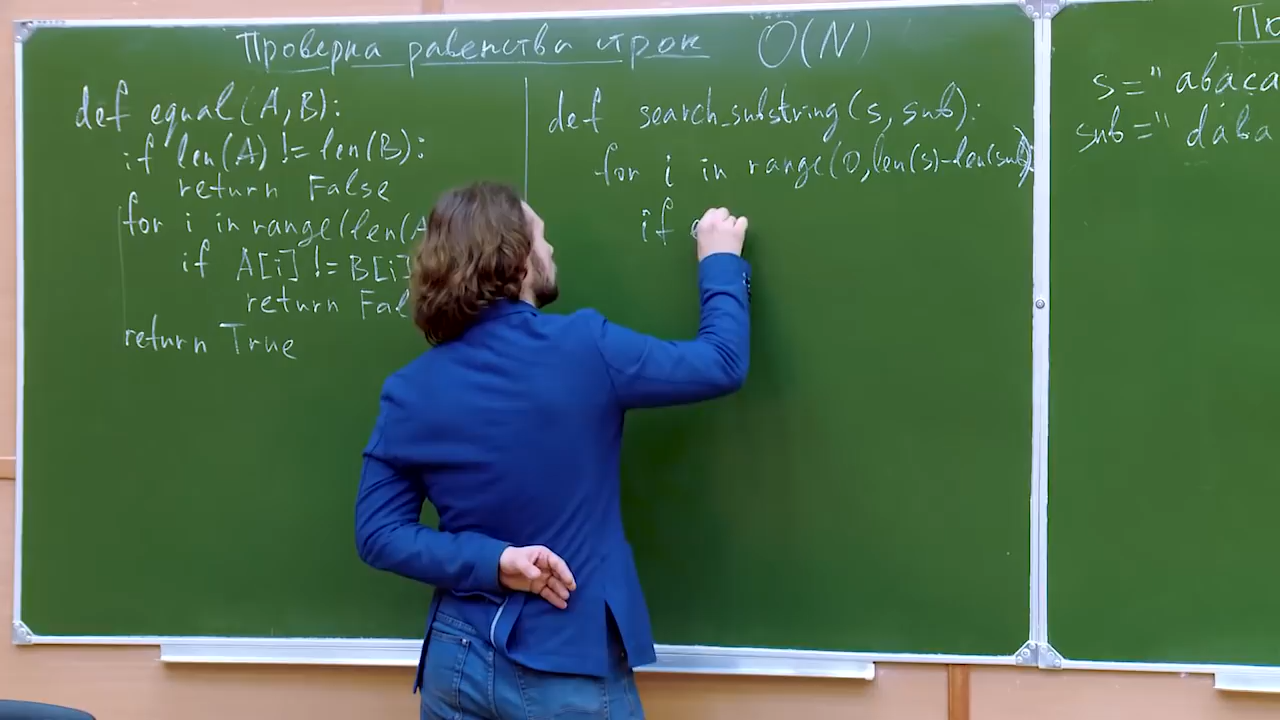 Проверка равенства строк O(N)
def equal(A,B):
if len(A) != len(B):
return False
for i in range(len(A
if A[i] != B[i]
return Fal
return True
def search_substring(s, sub):
for i in range(0,len(s)-len(sub)
if
s = "abaca
sub = "daba